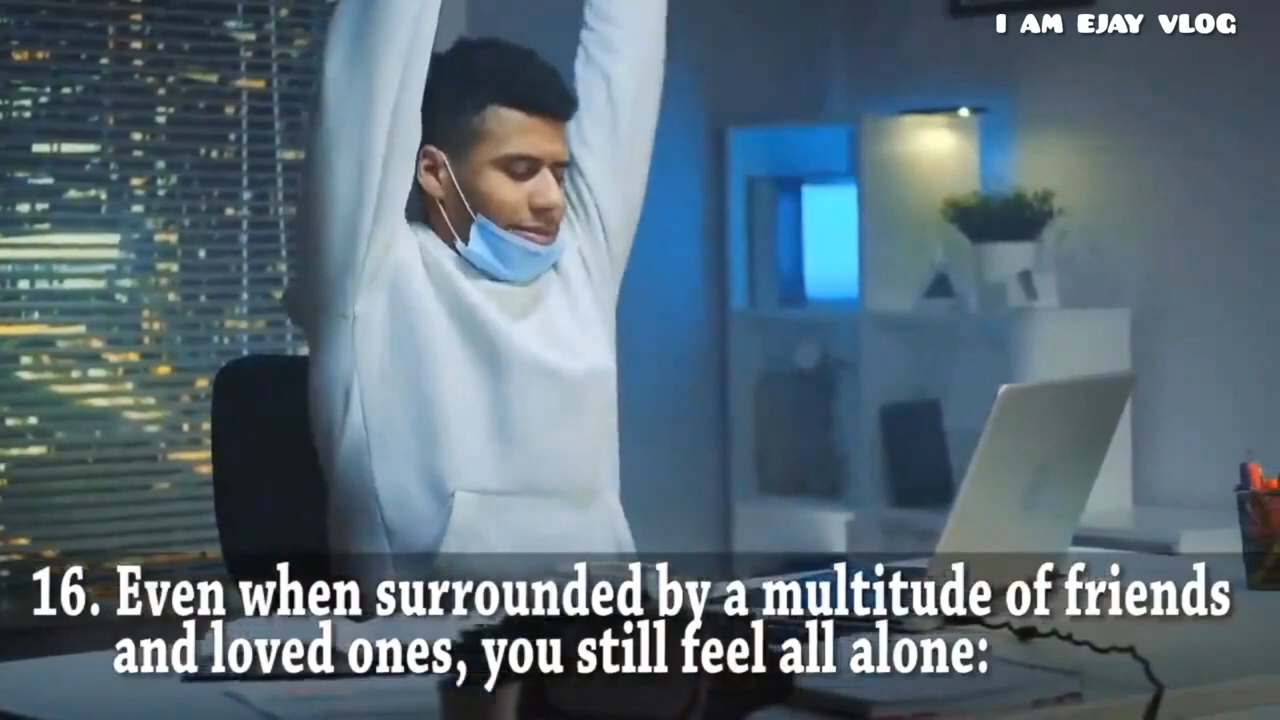 I AM EJAY VLOG
16. Even when surrounded by a multitude of friends
and loved ones, you still feel all alone: